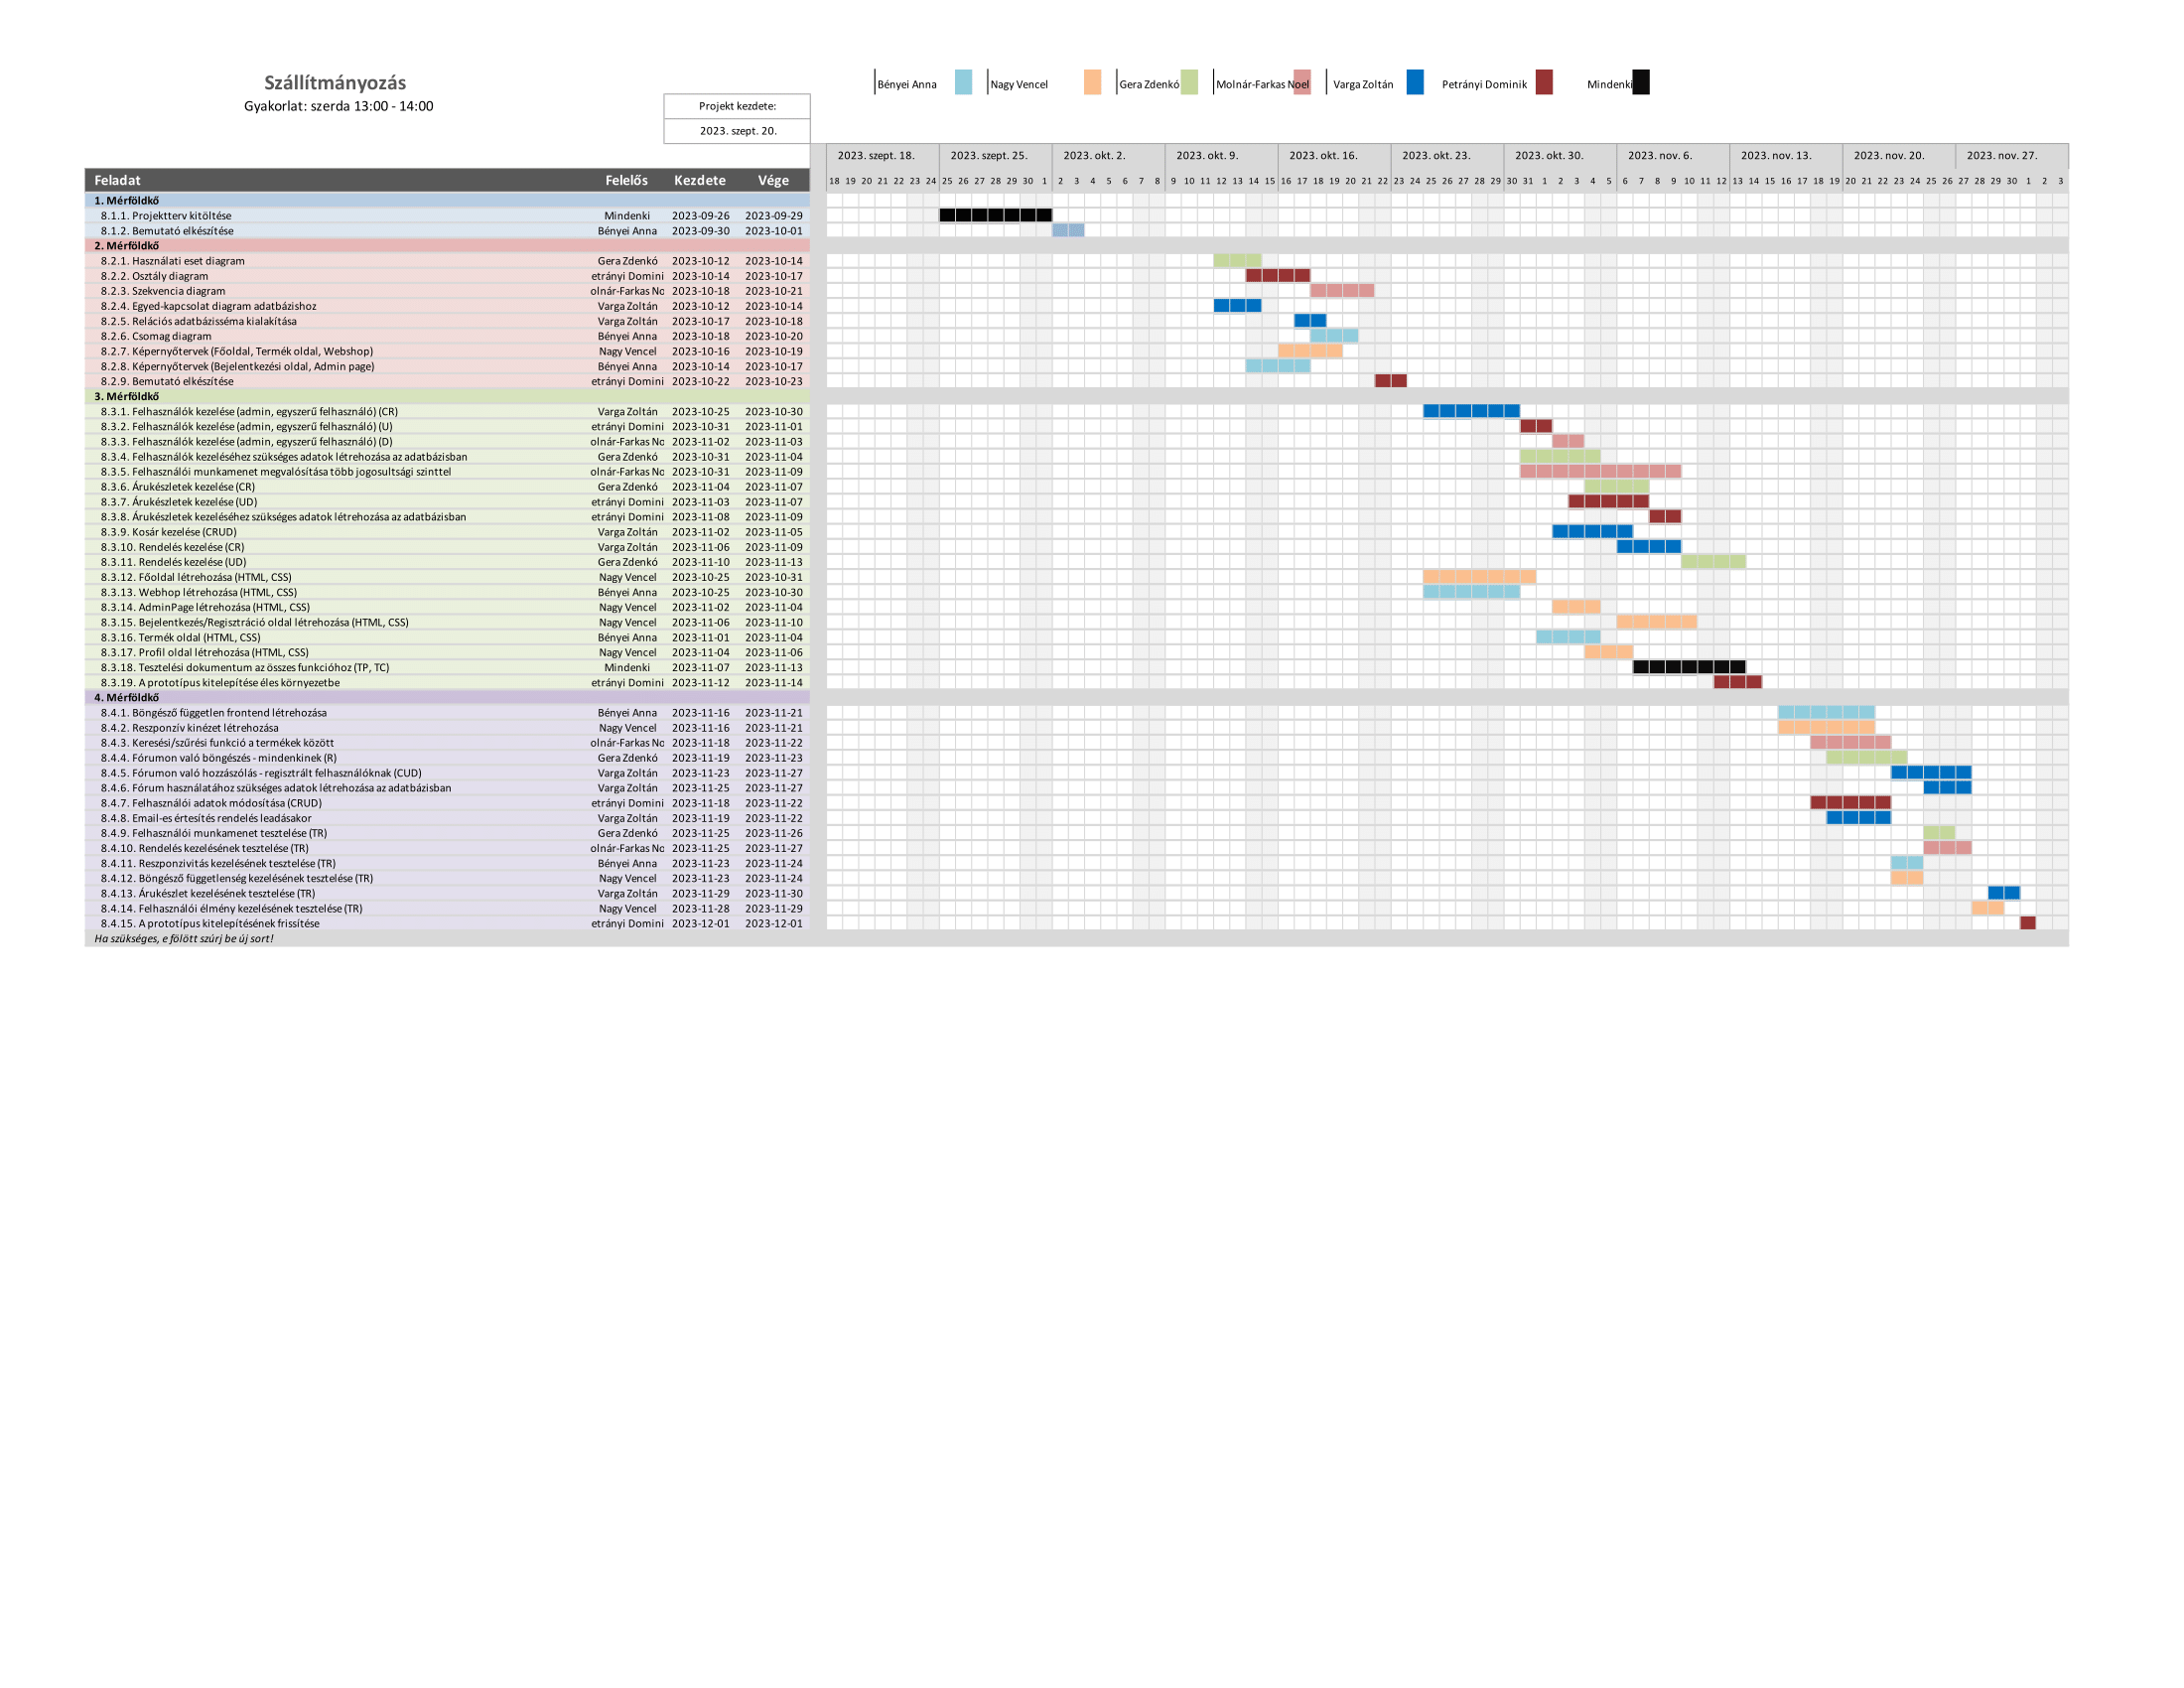 Szállítmányozás
Gyakorlat: szerda 13:00 - 14:00
Bényei Anna Nagy Vencel Gera Zdenkó Molnár-Farkas Noel Varga Zoltán Petrányi Dominik Mindenki
Projekt kezdete:
2023. szept. 20.
2023. szept. 18. 2023. szept. 25. 2023. okt. 2. 2023. okt. 9. 2023. okt. 16. 2023. okt. 23. 2023. okt. 30. 2023. nov. 6. 2023. nov. 13. 2023. nov. 20. 2023. nov. 27.
Feladat Felelős Kezdete Vége 18 19 20 21 22 23 24 25 26 27 28 29 30 1 2 3 4 5 6 7 8 9 10 11 12 13 14 15 16 17 18 19 20 21 22 23 24 25 26 27 28 29 30 31 1 2 3 4 5 6 7 8 9 10 11 12 13 14 15 16 17 18 19 20 21 22 23 24 25 26 27 28 29 30 1 2 3
1. Mérföldkő
8.1.1. Projektterv kitöltése Mindenki 2023-09-26 2023-09-29
8.1.2. Bemutató elkészítése Bényei Anna 2023-09-30 2023-10-01
2. Mérföldkő
8.2.1. Használati eset diagram Gera Zdenkó 2023-10-12 2023-10-14
8.2.2. Osztály diagram etrányi Domini 2023-10-14 2023-10-17
8.2.3. Szekvencia diagram olnár-Farkas No 2023-10-18 2023-10-21
8.2.4. Egyed-kapcsolat diagram adatbázishoz Varga Zoltán 2023-10-12 2023-10-14
8.2.5. Relációs adatbázisséma kialakítása Varga Zoltán 2023-10-17 2023-10-18
8.2.6. Csomag diagram Bényei Anna 2023-10-18 2023-10-20
8.2.7. Képernyőtervek (Főoldal, Termék oldal, Webshop) Nagy Vencel 2023-10-16 2023-10-19
8.2.8. Képernyőtervek (Bejelentkezési oldal, Admin page) Bényei Anna 2023-10-14 2023-10-17
8.2.9. Bemutató elkészítése etrányi Domini 2023-10-22 2023-10-23
3. Mérföldkő
8.3.1. Felhasználók kezelése (admin, egyszerű felhasználó) (CR) Varga Zoltán 2023-10-25 2023-10-30
8.3.2. Felhasználók kezelése (admin, egyszerű felhasználó) (U) etrányi Domini 2023-10-31 2023-11-01
8.3.3. Felhasználók kezelése (admin, egyszerű felhasználó) (D) olnár-Farkas No 2023-11-02 2023-11-03
8.3.4. Felhasználók kezeléséhez szükséges adatok létrehozása az adatbázisban Gera Zdenkó 2023-10-31 2023-11-04
8.3.5. Felhasználói munkamenet megvalósítása több jogosultsági szinttel olnár-Farkas No 2023-10-31 2023-11-09
8.3.6. Árukészletek kezelése (CR) Gera Zdenkó 2023-11-04 2023-11-07
8.3.7. Árukészletek kezelése (UD) etrányi Domini 2023-11-03 2023-11-07
8.3.8. Árukészletek kezeléséhez szükséges adatok létrehozása az adatbázisban etrányi Domini 2023-11-08 2023-11-09
8.3.9. Kosár kezelése (CRUD) Varga Zoltán 2023-11-02 2023-11-05
8.3.10. Rendelés kezelése (CR) Varga Zoltán 2023-11-06 2023-11-09
8.3.11. Rendelés kezelése (UD) Gera Zdenkó 2023-11-10 2023-11-13
8.3.12. Főoldal létrehozása (HTML, CSS) Nagy Vencel 2023-10-25 2023-10-31
8.3.13. Webhop létrehozása (HTML, CSS) Bényei Anna 2023-10-25 2023-10-30
8.3.14. AdminPage létrehozása (HTML, CSS) Nagy Vencel 2023-11-02 2023-11-04
8.3.15. Bejelentkezés/Regisztráció oldal létrehozása (HTML, CSS) Nagy Vencel 2023-11-06 2023-11-10
8.3.16. Termék oldal (HTML, CSS) Bényei Anna 2023-11-01 2023-11-04
8.3.17. Profil oldal létrehozása (HTML, CSS) Nagy Vencel 2023-11-04 2023-11-06
8.3.18. Tesztelési dokumentum az összes funkcióhoz (TP, TC) Mindenki 2023-11-07 2023-11-13
8.3.19. A prototípus kitelepítése éles környezetbe etrányi Domini 2023-11-12 2023-11-14
4. Mérföldkő
8.4.1. Böngésző független frontend létrehozása Bényei Anna 2023-11-16 2023-11-21
8.4.2. Reszponzív kinézet létrehozása Nagy Vencel 2023-11-16 2023-11-21
8.4.3. Keresési/szűrési funkció a termékek között olnár-Farkas No 2023-11-18 2023-11-22
8.4.4. Fórumon való böngészés - mindenkinek (R) Gera Zdenkó 2023-11-19 2023-11-23
8.4.5. Fórumon való hozzászólás - regisztrált felhasználóknak (CUD) Varga Zoltán 2023-11-23 2023-11-27
8.4.6. Fórum használatához szükséges adatok létrehozása az adatbázisban Varga Zoltán 2023-11-25 2023-11-27
8.4.7. Felhasználói adatok módosítása (CRUD) etrányi Domini 2023-11-18 2023-11-22
8.4.8. Email-es értesítés rendelés leadásakor Varga Zoltán 2023-11-19 2023-11-22
8.4.9. Felhasználói munkamenet tesztelése (TR) Gera Zdenkó 2023-11-25 2023-11-26
8.4.10. Rendelés kezelésének tesztelése (TR) olnár-Farkas No 2023-11-25 2023-11-27
8.4.11. Reszponzivitás kezelésének tesztelése (TR) Bényei Anna 2023-11-23 2023-11-24
8.4.12. Böngésző függetlenség kezelésének tesztelése (TR) Nagy Vencel 2023-11-23 2023-11-24
8.4.13. Árukészlet kezelésének tesztelése (TR) Varga Zoltán 2023-11-29 2023-11-30
8.4.14. Felhasználói élmény kezelésének tesztelése (TR) Nagy Vencel 2023-11-28 2023-11-29
8.4.15. A prototípus kitelepítésének frissítése etrányi Domini 2023-12-01 2023-12-01
Ha szükséges, e fölött szúrj be új sort!